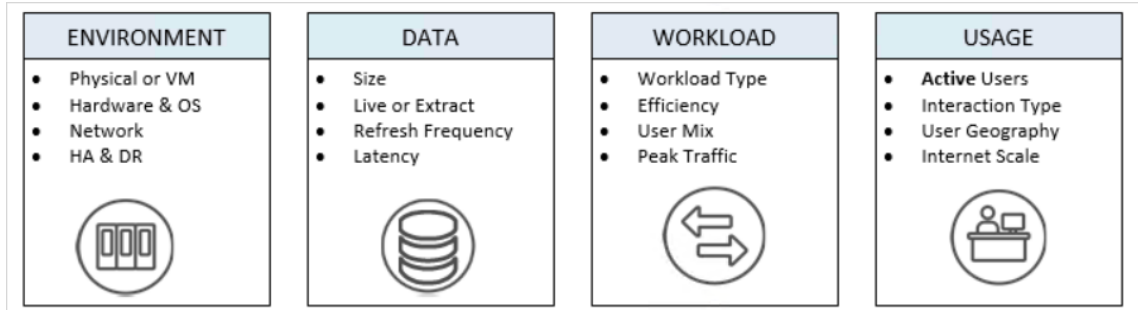 ENVIRONMENT
• Physical or VM
• Hardware & OS
• Network
• HA & DR
DATA
• Size
• Live or Extract
• Refresh Frequency
• Latency
WORKLOAD
• Workload Type
• Efficiency
• User Mix
• Peak Traffic
USAGE
• Active Users
• Interaction Type
• User Geography
• Internet Scale